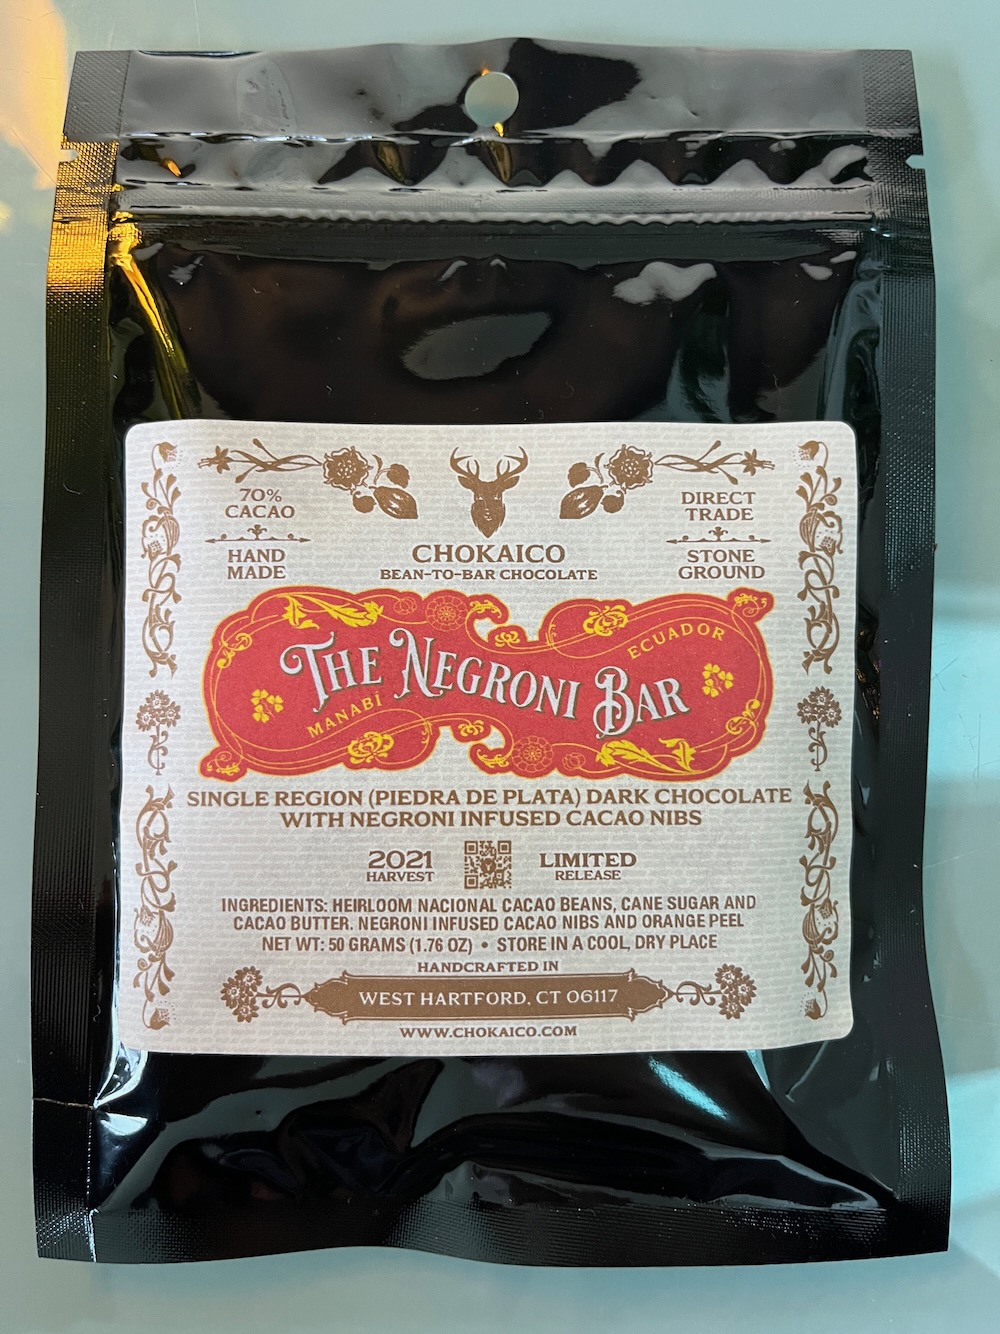 70%
CACAO
HAND
MADE
CHOKAICO
BEAN-TO-BAR CHOCOLATE
DIRECT
TRADE
STONE
GROUND
THE NEGRONI BAR
MANABÍ
ECUADOR
SINGLE REGION (PIEDRA DE PLATA) DARK CHOCOLATE
WITH NEGRONI INFUSED CACAO NIBS
2021
HARVEST
LIMITED
RELEASE
INGREDIENTS: HEIRLOOM NACIONAL CACAO BEANS, CANE SUGAR AND
CACAO BUTTER. NEGRONI INFUSED CACAO NIBS AND ORANGE PEEL
NET WT: 50 GRAMS (1.76 OZ) • STORE IN A COOL, DRY PLACE
HANDCRAFTED IN
WEST HARTFORD, CT 06117
WWW.CHOKAICO.COM